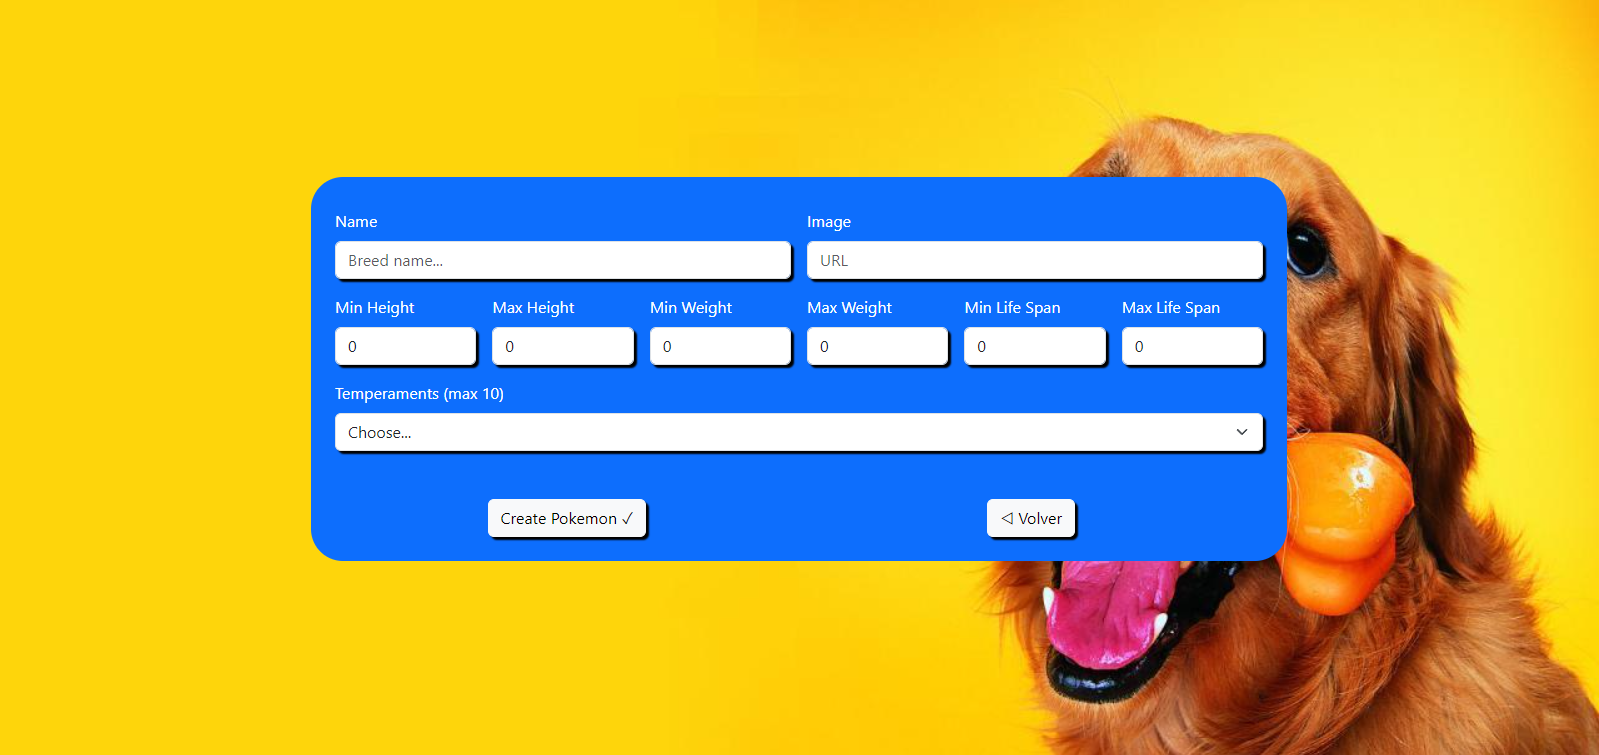 Name Image
Breed name... URL
Min Height Max Height Min Weight Max Weight Min Life Span Max Life Span
0 0 0 0 0 0
Temperaments (max 10)
Choose...
Create Pokemon ✓ ◁ Volver